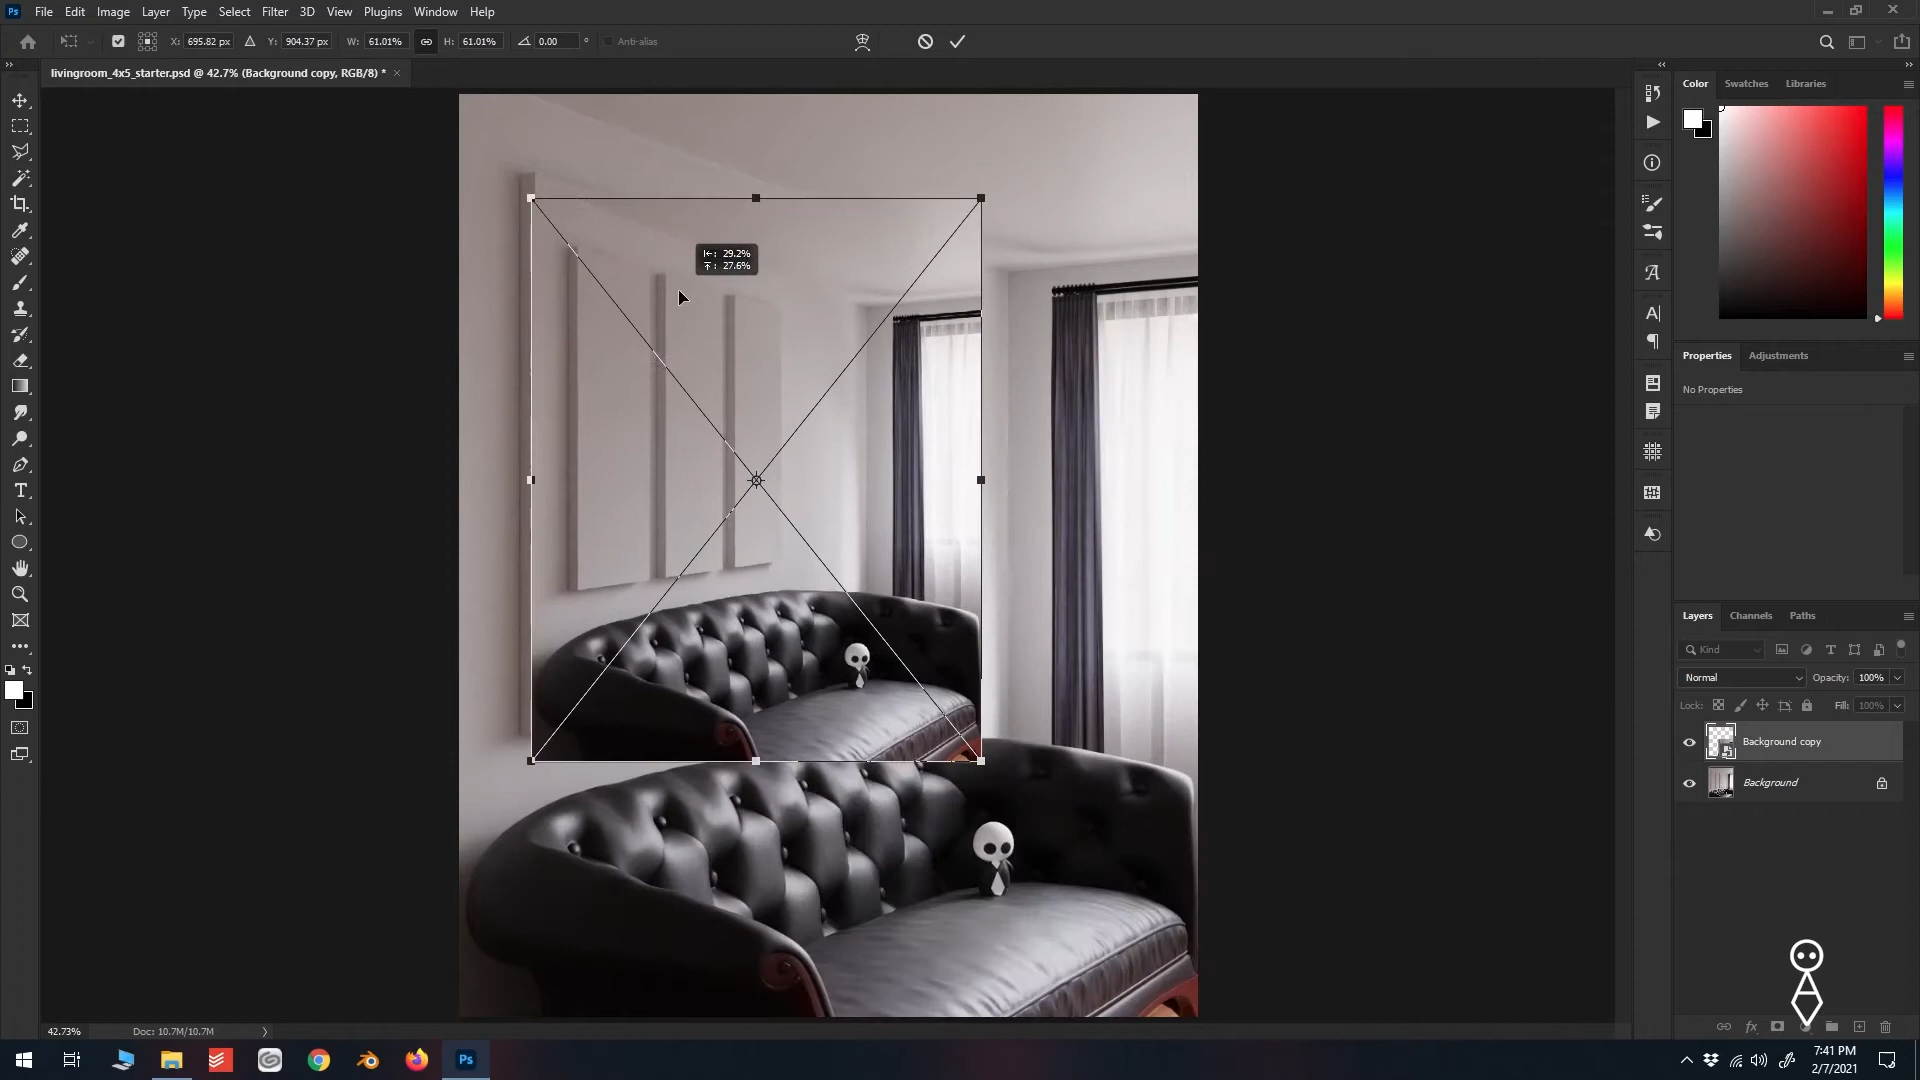 Ps File Edit Image Layer Type Select Filter 3D View Plugins Window Help
X: 695.82 px Y: 904.37 px W: 61.01% H: 61.01% 0.00 ° Anti-alias
livingroom_4x5_starter.psd @ 42.7% (Background copy, RGB/8) * ×
29.2%
27.6%
Color Swatches Libraries
Properties Adjustments
No Properties
Layers Channels Paths
Kind
Normal Opacity: 100%
Lock: Fill: 100%
Background copy
Background
fx
42.73% Doc: 10.7M/10.7M
Ps
7:41 PM
2/7/2021